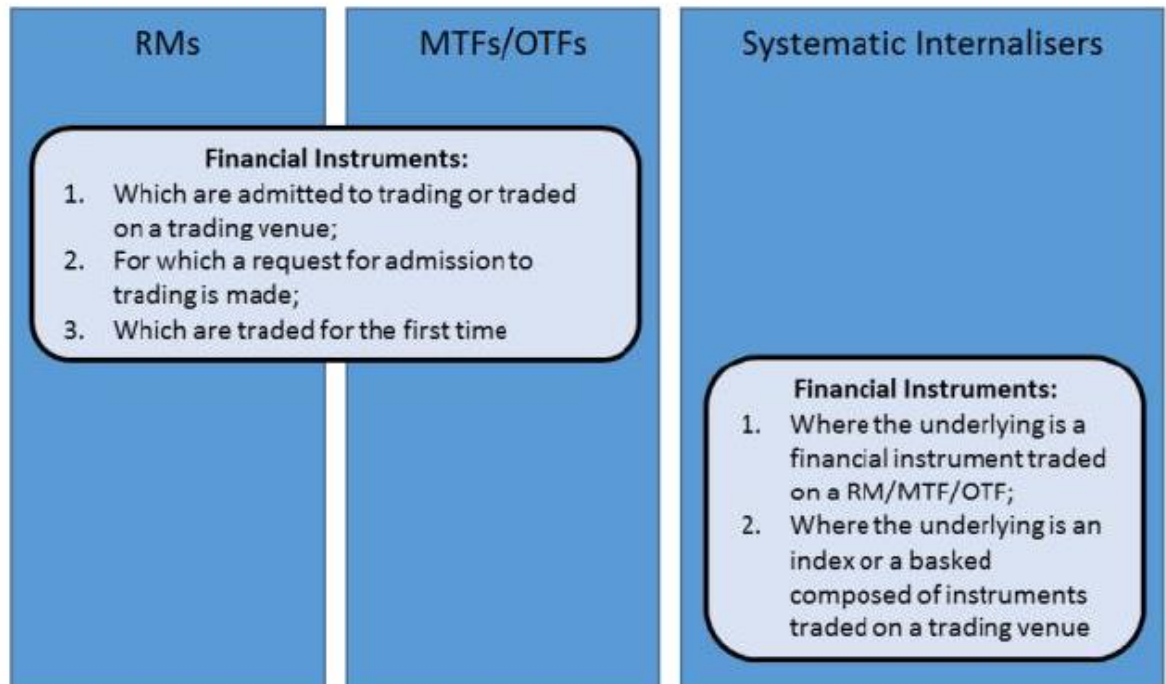 RMs
MTFs/OTFs
Systematic Internalisers
Financial Instruments:
1. Which are admitted to trading or traded
on a trading venue;
2. For which a request for admission to
trading is made;
3. Which are traded for the first time
Financial Instruments:
1. Where the underlying is a
financial instrument traded
on a RM/MTF/OTF;
2. Where the underlying is an
index or a basked
composed of instruments
traded on a trading venue